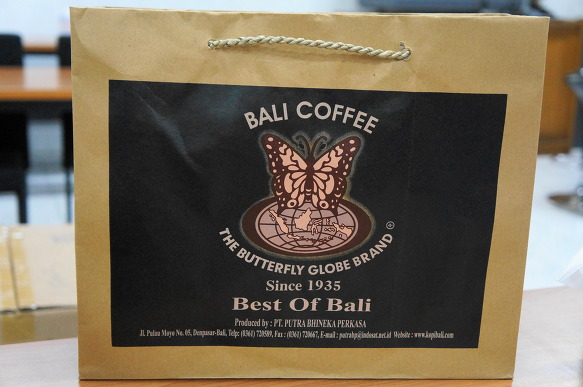 BALI COFFEE
THE BUTTERFLY GLOBE BRAND ®
Since 1935
Best Of Bali
Produced by : PT. PUTRA BHINEKA PERKASA
Jl. Pulau Moyo No. 05, Denpasar-Bali, Telp: (0361) 720589, Fax : (0361) 720667, E-mail : putrabhp@indosat.net.id Website : www.kopibali.com